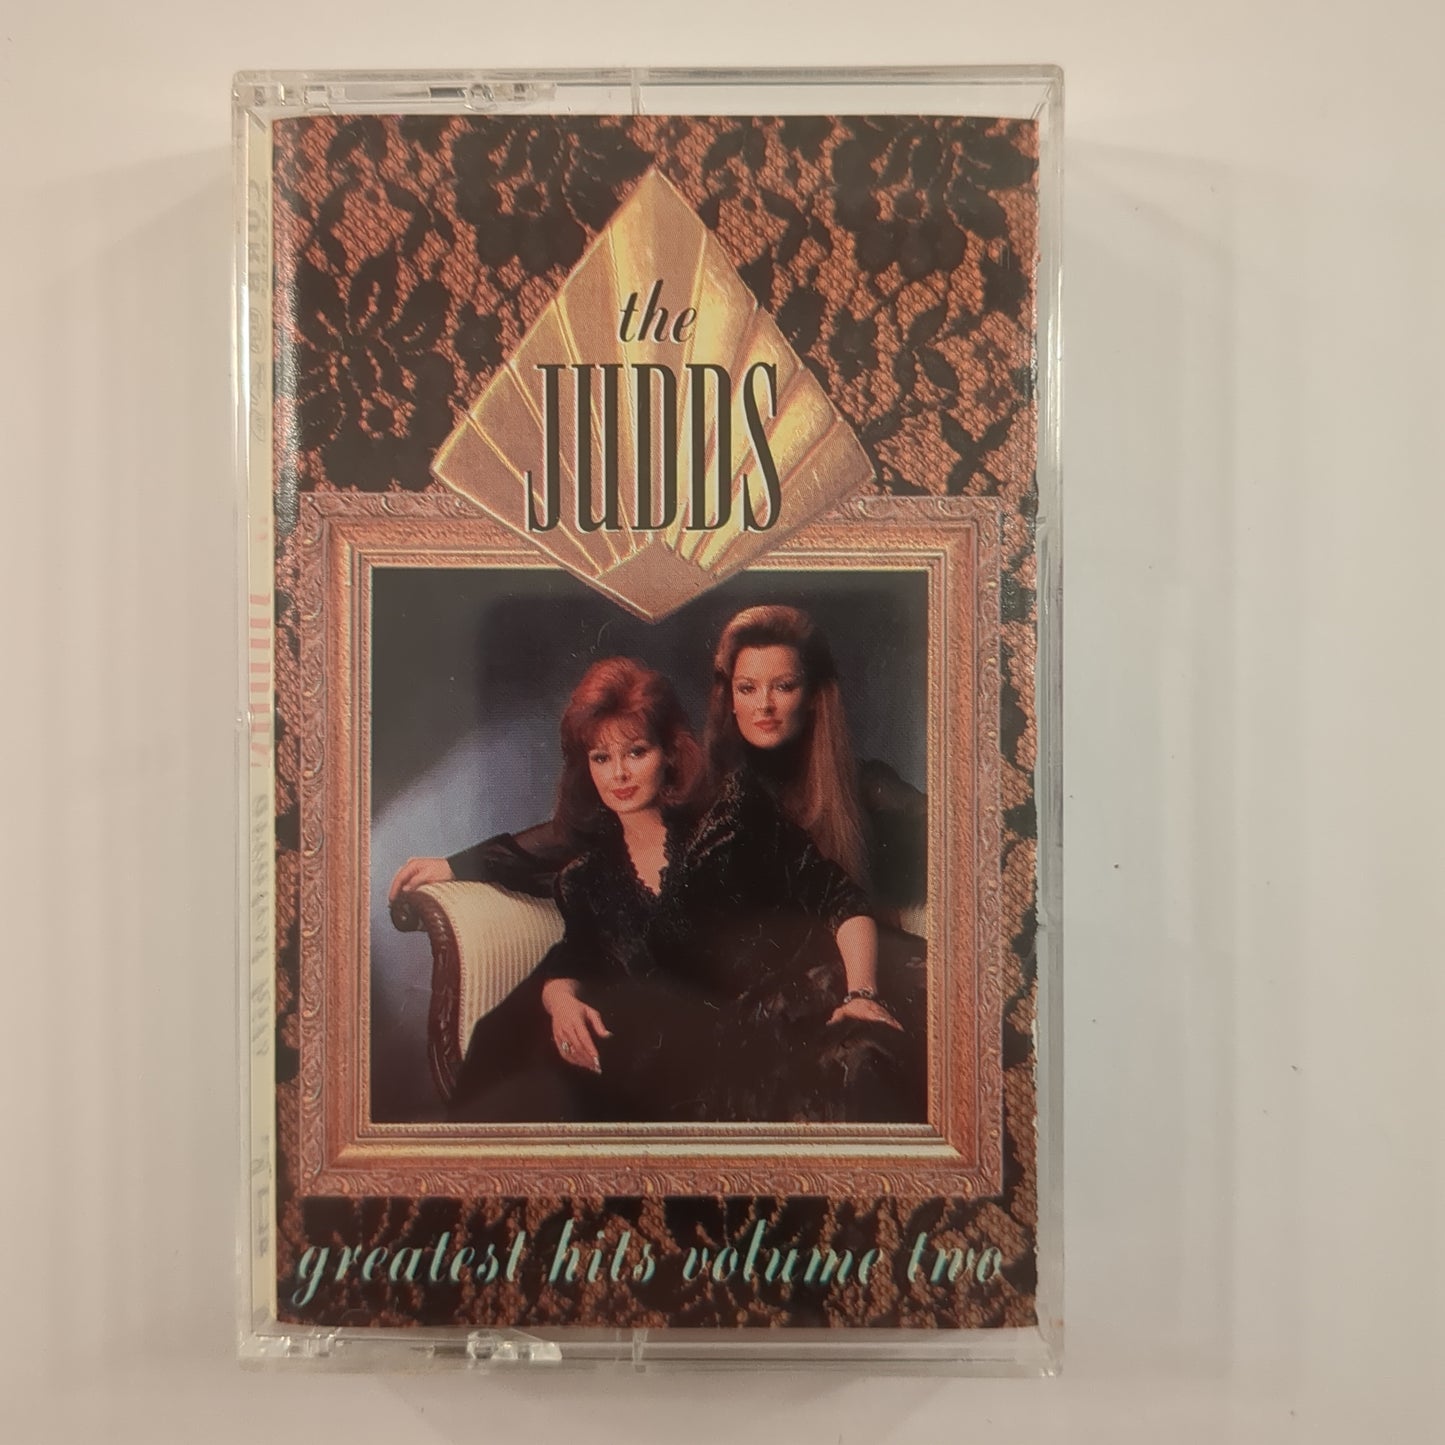 the
JUDDS
greatest hits volume two